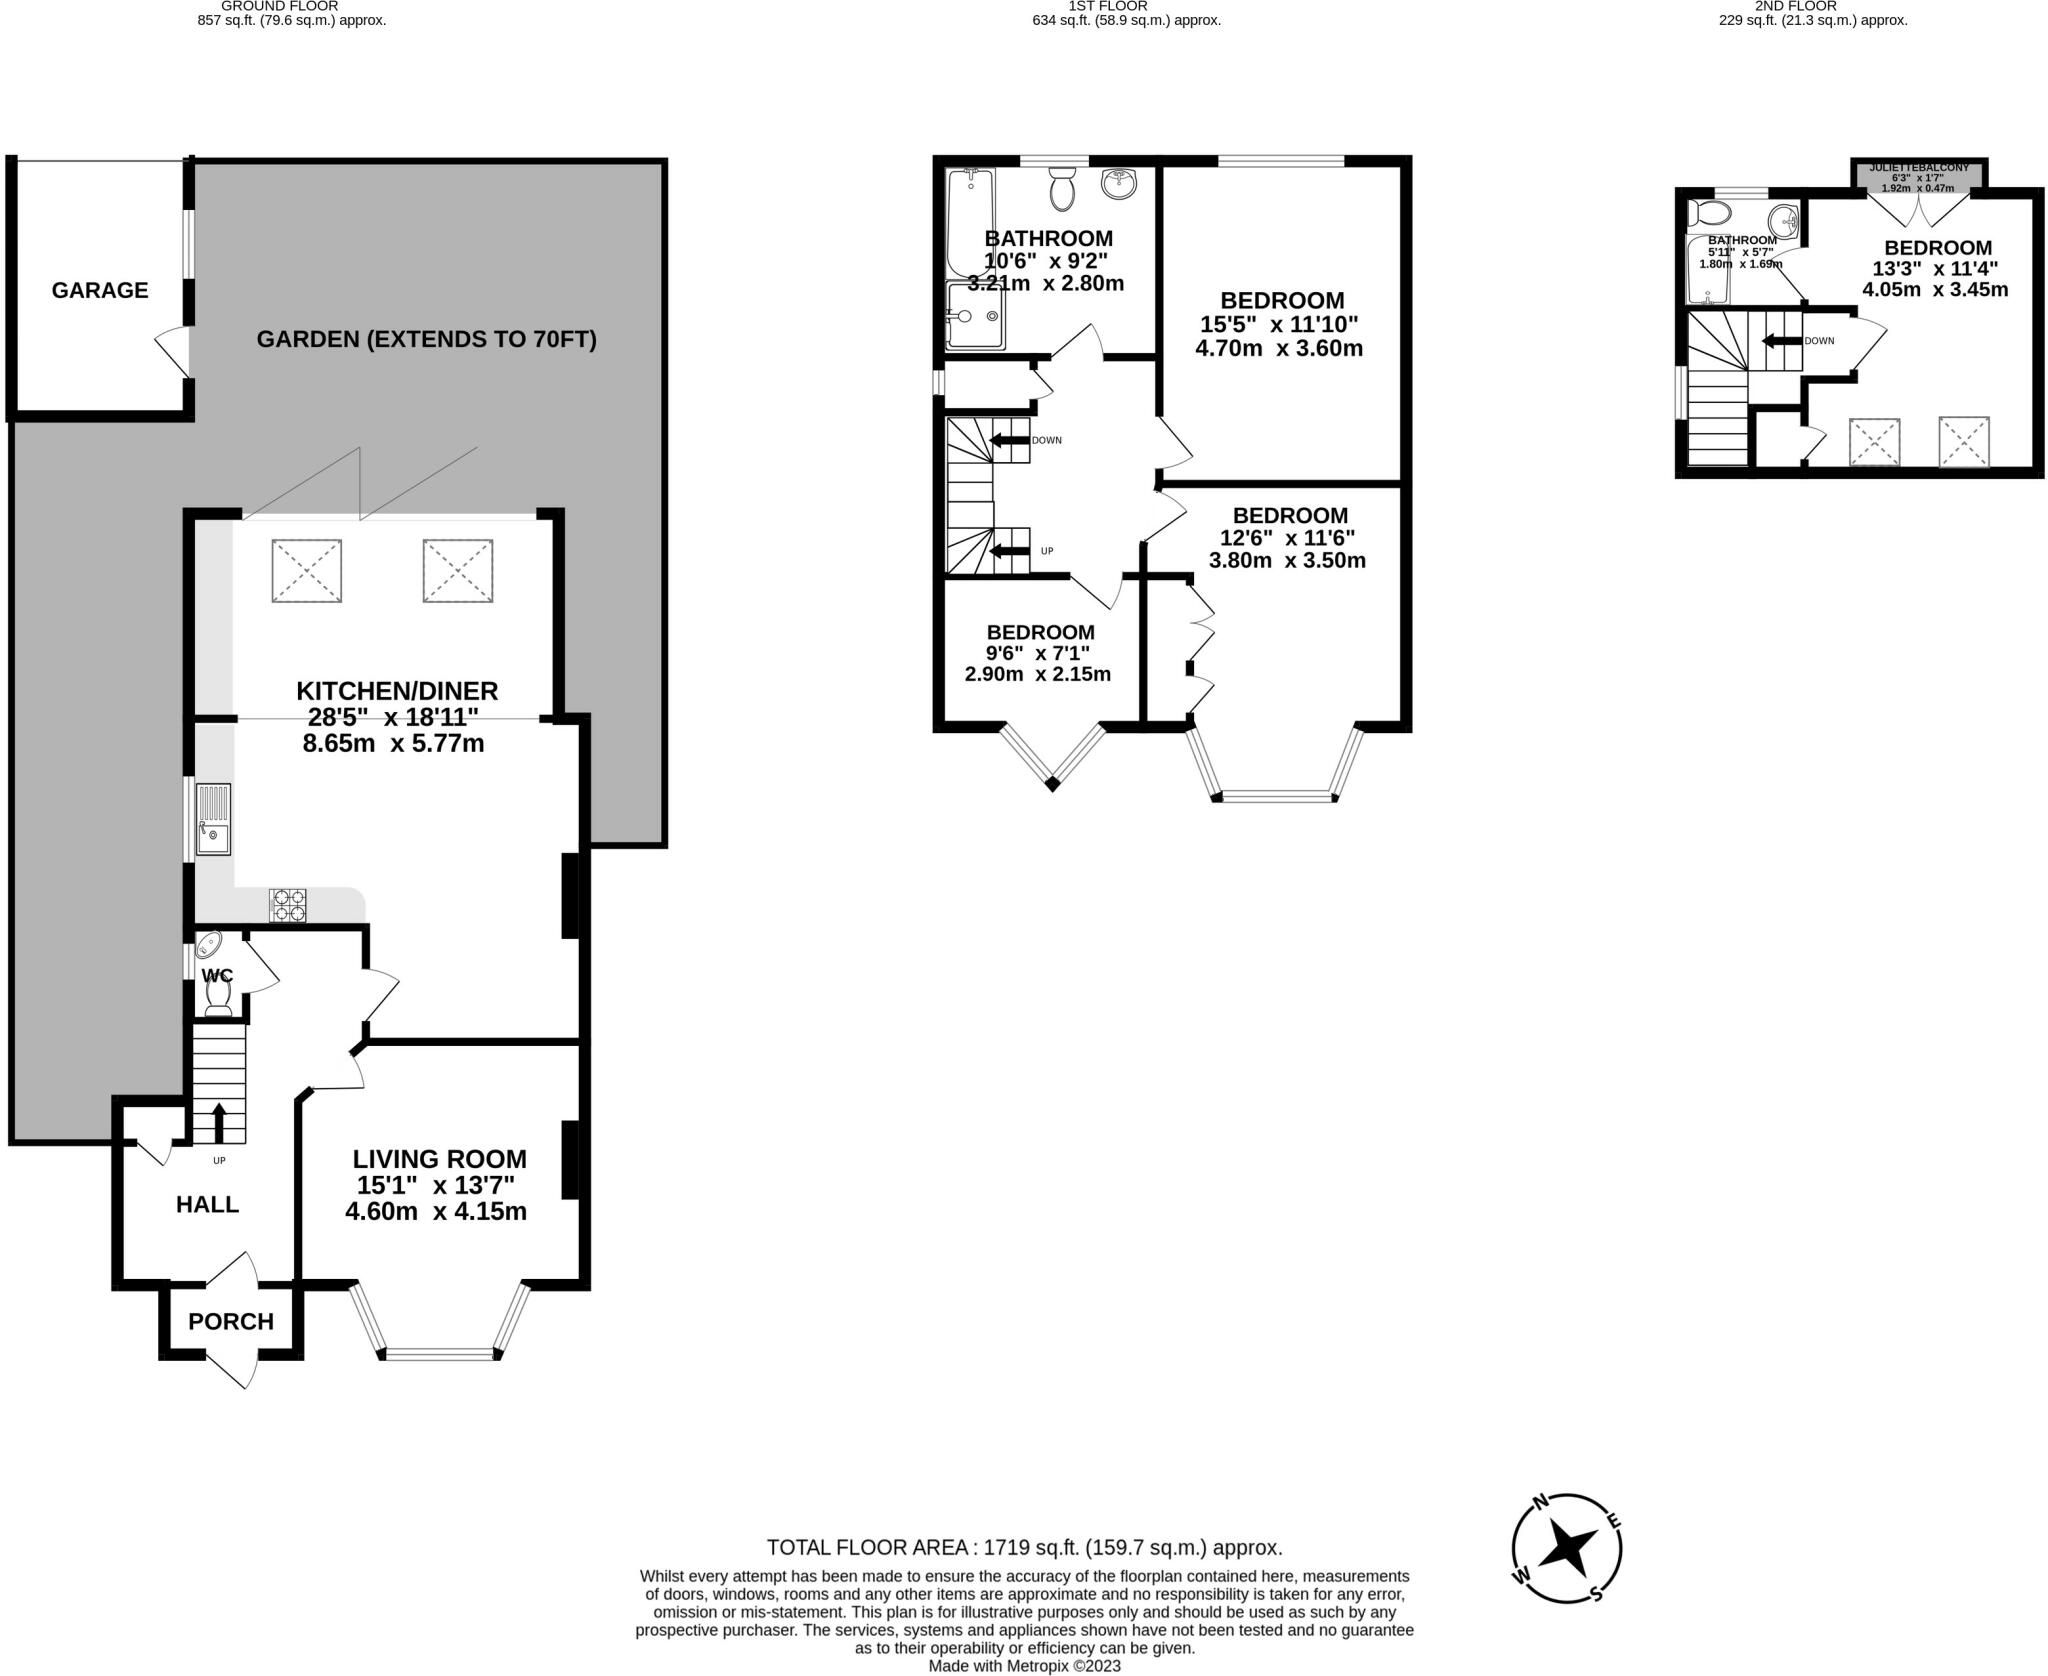 GROUND FLOOR
857 sq.ft. (79.6 sq.m.) approx.
GARAGE
GARDEN (EXTENDS TO 70FT)
KITCHEN/DINER
28'5" x 18'11"
8.65m x 5.77m
WC
UP
HALL
LIVING ROOM
15'1" x 13'7"
4.60m x 4.15m
PORCH
1ST FLOOR
634 sq.ft. (58.9 sq.m.) approx.
BATHROOM
10'6" x 9'2"
3.21m x 2.80m
BEDROOM
15'5" x 11'10"
4.70m x 3.60m
DOWN
UP
BEDROOM
12'6" x 11'6"
3.80m x 3.50m
BEDROOM
9'6" x 7'1"
2.90m x 2.15m
2ND FLOOR
229 sq.ft. (21.3 sq.m.) approx.
JULIETTEBALCONY
6'3" x 1'7"
1.92m x 0.47m
BATHROOM
5'11" x 5'7"
1.80m x 1.69m
BEDROOM
13'3" x 11'4"
4.05m x 3.45m
DOWN
N
E
W
S
TOTAL FLOOR AREA : 1719 sq.ft. (159.7 sq.m.) approx.
Whilst every attempt has been made to ensure the accuracy of the floorplan contained here, measurements
of doors, windows, rooms and any other items are approximate and no responsibility is taken for any error,
omission or mis-statement. This plan is for illustrative purposes only and should be used as such by any
prospective purchaser. The services, systems and appliances shown have not been tested and no guarantee
as to their operability or efficiency can be given.
Made with Metropix ©2023